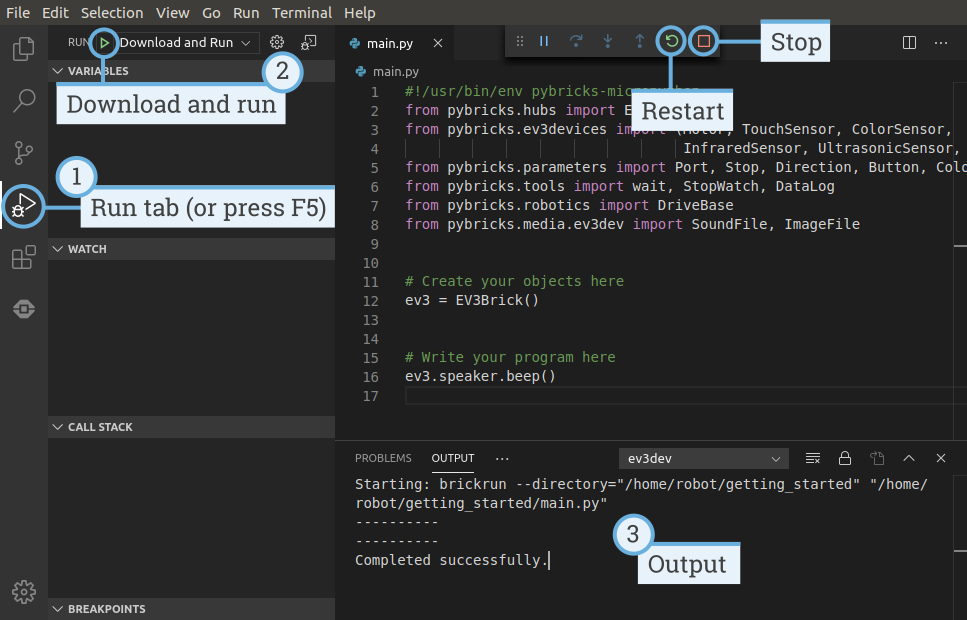 File Edit Selection View Go Run Terminal Help
RUN Download and Run
main.py
Stop
2
VARIABLES
main.py
Download and run
Restart
1 #!/usr/bin/env
2 from pybricks.hubs import
3 from pybricks.ev3devices import (Motor, TouchSensor, ColorSensor,
4 InfraredSensor, UltrasonicSensor,
5 from pybricks.parameters import Port, Stop, Direction, Button, Colo
6 from pybricks.tools import wait, StopWatch, DataLog
7 from pybricks.robotics import DriveBase
8 from pybricks.media.ev3dev import SoundFile, ImageFile
9
10
11 # Create your objects here
12 ev3 = EV3Brick()
13
14
15 # Write your program here
16 ev3.speaker.beep()
17
1
Run tab (or press F5)
WATCH
CALL STACK
BREAKPOINTS
PROBLEMS OUTPUT ··· ev3dev
Starting: brickrun --directory="/home/robot/getting_started" "/home/
robot/getting_started/main.py"
----------
----------
Completed successfully.
3
Output